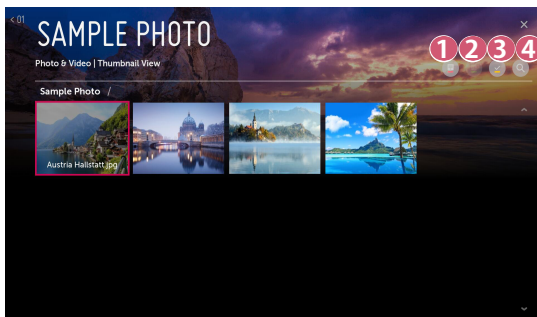 < 01
SAMPLE PHOTO
1 2 3 4
Photo & Video | Thumbnail View
Sample Photo /
Austria Hallstatt.jpg